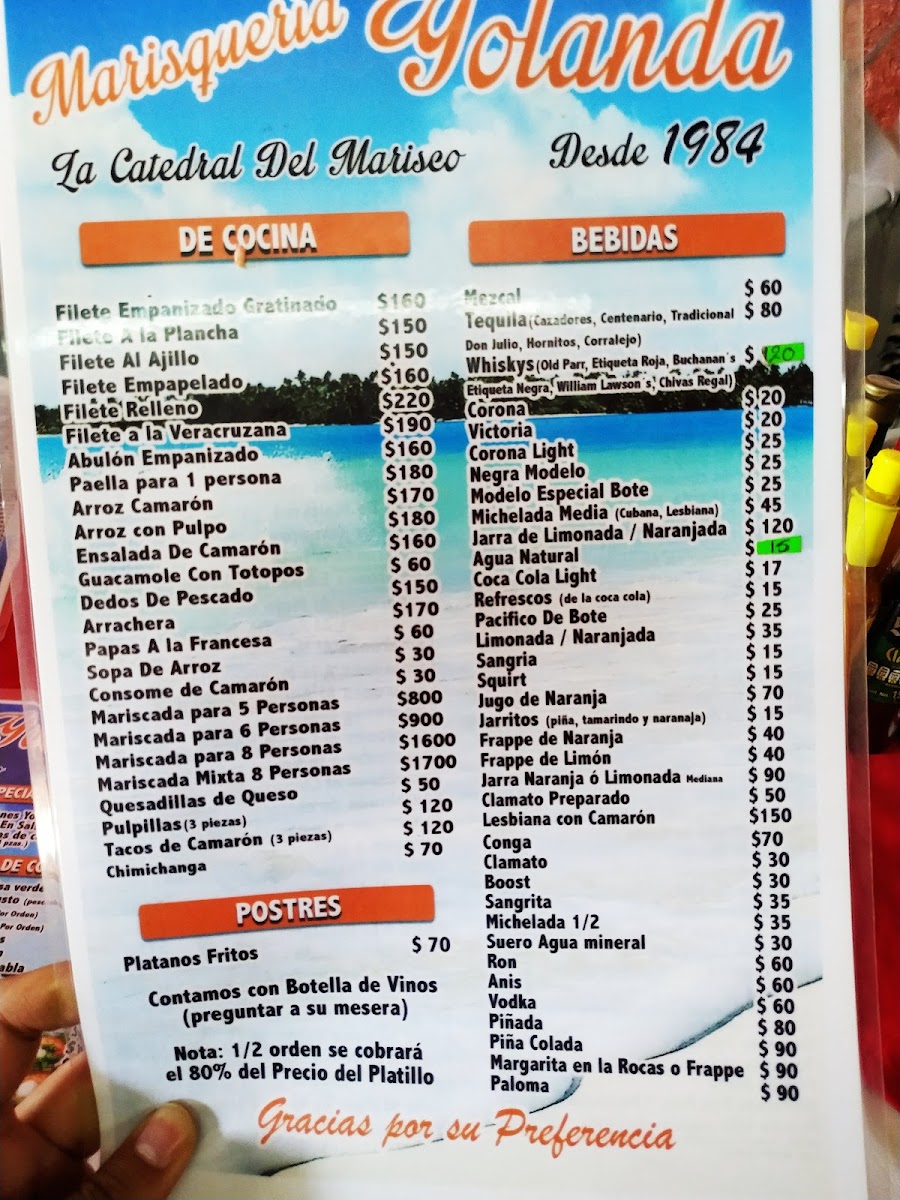 Marisquería Yolanda
La Catedral Del Marisco
Desde 1984
DE COCINA
Filete Empanizado Gratinado $160
Filete A la Plancha $150
Filete Al Ajillo $150
Filete Empapelado $160
Filete Relleno $220
Filete a la Veracruzana $190
Abulón Empanizado $160
Paella para 1 persona $180
Arroz Camarón $170
Arroz con Pulpo $180
Ensalada De Camarón $160
Guacamole Con Totopos $ 60
Dedos De Pescado $150
Arrachera $170
Papas A la Francesa $ 60
Sopa De Arroz $ 30
Consome de Camarón $ 30
Mariscada para 5 Personas $800
Mariscada para 6 Personas $900
Mariscada para 8 Personas $1600
Mariscada Mixta 8 Personas $1700
Quesadillas de Queso $ 50
Pulpillas (3 piezas) $ 120
Tacos de Camarón (3 piezas) $ 120
Chimichanga $ 70
POSTRES
Platanos Fritos $ 70
Contamos con Botella de Vinos
(preguntar a su mesera)
Nota: 1/2 orden se cobrará
el 80% del Precio del Platillo
BEBIDAS
Mezcal $ 60
Tequila (Cazadores, Centenario, Tradicional $ 80
Don Julio, Hornitos, Corralejo)
Whiskys (Old Parr, Etiqueta Roja, Buchanan´s $ 120
Etiqueta Negra, William Lawson´s, Chivas Regal)
Corona $ 20
Victoria $ 20
Corona Light $ 25
Negra Modelo $ 25
Modelo Especial Bote $ 25
Michelada Media (Cubana, Lesbiana) $ 45
Jarra de Limonada / Naranjada $ 120
Agua Natural $ 15
Coca Cola Light $ 17
Refrescos (de la coca cola) $ 15
Pacifico De Bote $ 25
Limonada / Naranjada $ 35
Sangria $ 15
Squirt $ 15
Jugo de Naranja $ 70
Jarritos (piña, tamarindo y naranaja) $ 15
Frappe de Naranja $ 40
Frappe de Limón $ 40
Jarra Naranja ó Limonada Mediana $ 90
Clamato Preparado $ 50
Lesbiana con Camarón $150
Conga $70
Clamato $ 30
Boost $ 30
Sangrita $ 35
Michelada 1/2 $ 35
Suero Agua mineral $ 30
Ron $ 60
Anis $ 60
Vodka $ 60
Piñada $ 80
Piña Colada $ 90
Margarita en la Rocas o Frappe $ 90
Paloma $ 90
Gracias por su Preferencia